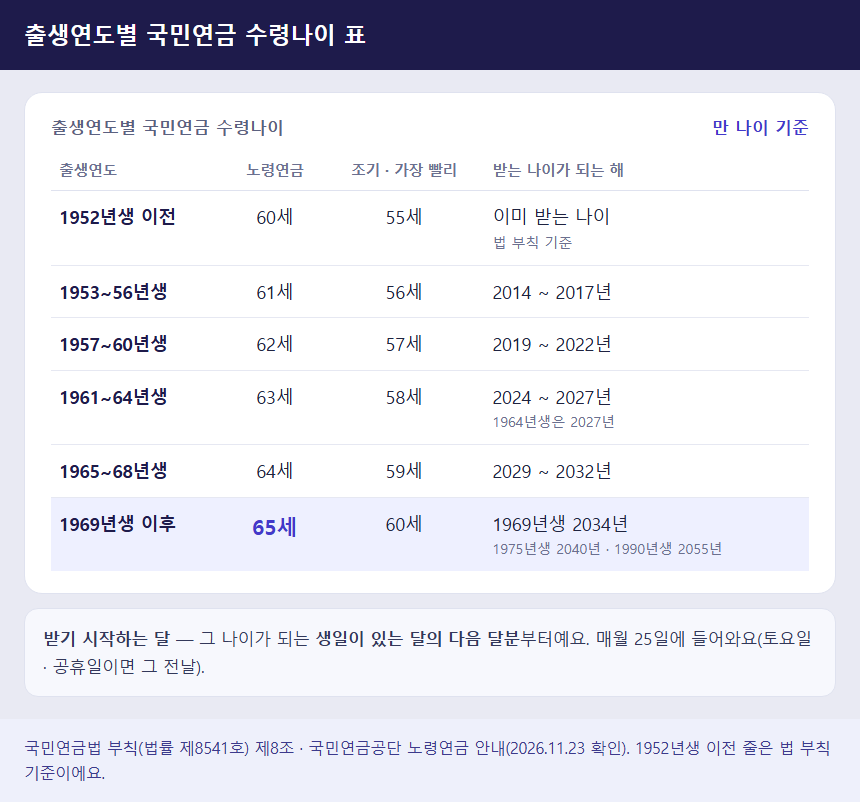 출생연도별 국민연금 수령나이 표
출생연도별 국민연금 수령나이 만 나이 기준
출생연도 노령연금 조기 · 가장 빨리 받는 나이가 되는 해
1952년생 이전 60세 55세 이미 받는 나이
법 부칙 기준
1953~56년생 61세 56세 2014 ~ 2017년
1957~60년생 62세 57세 2019 ~ 2022년
1961~64년생 63세 58세 2024 ~ 2027년
1964년생은 2027년
1965~68년생 64세 59세 2029 ~ 2032년
1969년생 이후 65세 60세 1969년생 2034년
1975년생 2040년 · 1990년생 2055년
받기 시작하는 달 — 그 나이가 되는 생일이 있는 달의 다음 달분부터예요. 매월 25일에 들어와요(토요일
· 공휴일이면 그 전날).
국민연금법 부칙(법률 제8541호) 제8조 · 국민연금공단 노령연금 안내(2026.11.23 확인). 1952년생 이전 줄은 법 부칙
기준이에요.